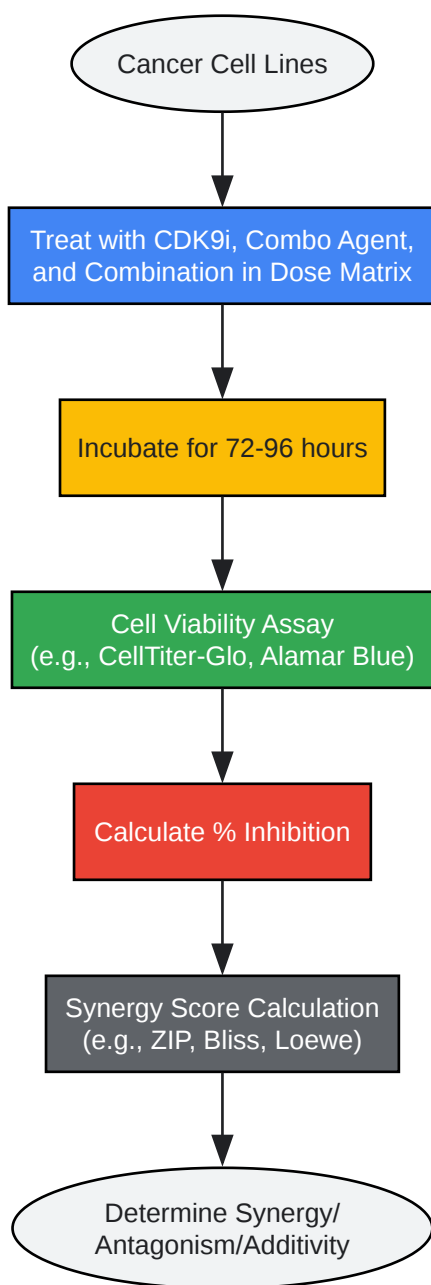 Cancer Cell Lines
Treat with CDK9i, Combo Agent,
and Combination in Dose Matrix
Incubate for 72-96 hours
Cell Viability Assay
(e.g., CellTiter-Glo, Alamar Blue)
Calculate % Inhibition
Synergy Score Calculation
(e.g., ZIP, Bliss, Loewe)
Determine Synergy/
Antagonism/Additivity